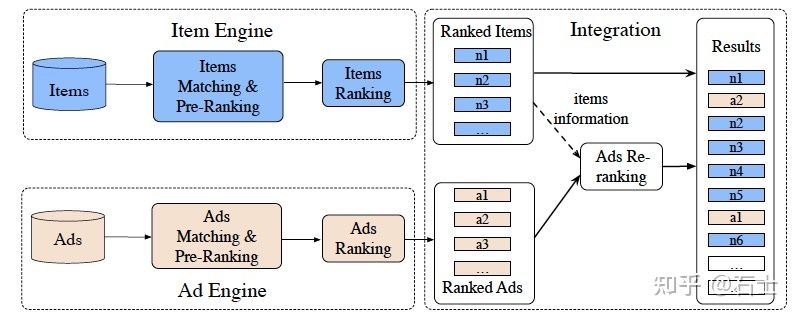 Item Engine
Items
Items
Matching &
Pre-Ranking
Items
Ranking
Ads
Ads
Matching &
Pre-Ranking
Ads
Ranking
Ad Engine
Integration
Ranked Items
n1
n2
n3
...
items
information
Ads Re-
ranking
a1
a2
a3
...
Ranked Ads
Results
n1
a2
n2
n3
n4
n5
a1
n6
...
知乎 @石士